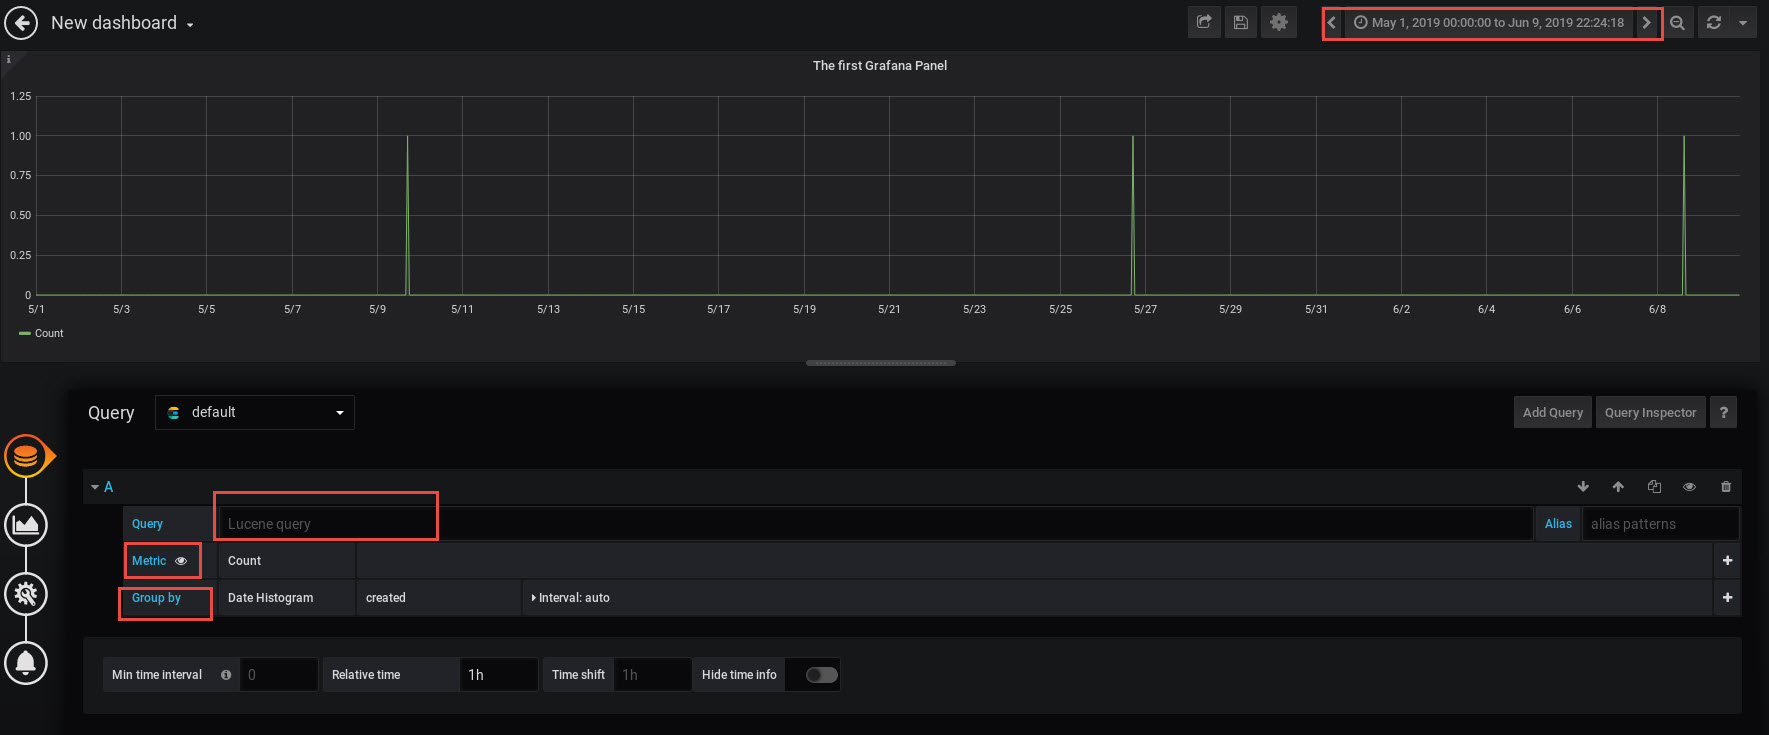 New dashboard
May 1, 2019 00:00:00 to Jun 9, 2019 22:24:18
i
The first Grafana Panel
1.25
1.00
0.75
0.50
0.25
0
5/1 5/3 5/5 5/7 5/9 5/11 5/13 5/15 5/17 5/19 5/21 5/23 5/25 5/27 5/29 5/31 6/2 6/4 6/6 6/8
Count
Query default Add Query Query Inspector ?
A
Query Lucene query Alias alias patterns
Metric Count +
Group by Date Histogram created Interval: auto +
Min time interval 0 Relative time 1h Time shift 1h Hide time info